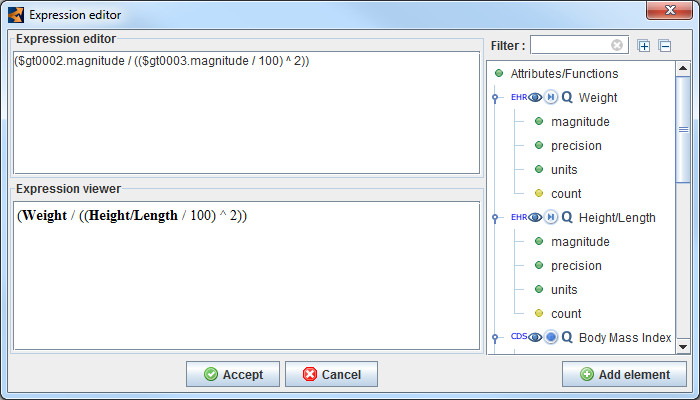 Expression editor
Expression editor
($gt0002.magnitude / (($gt0003.magnitude / 100) ^ 2))
Expression viewer
(Weight / ((Height/Length / 100) ^ 2))
Filter :
Attributes/Functions
EHR Q Weight
magnitude
precision
units
count
EHR Q Height/Length
magnitude
precision
units
count
CDS Q Body Mass Index
Accept
Cancel
Add element